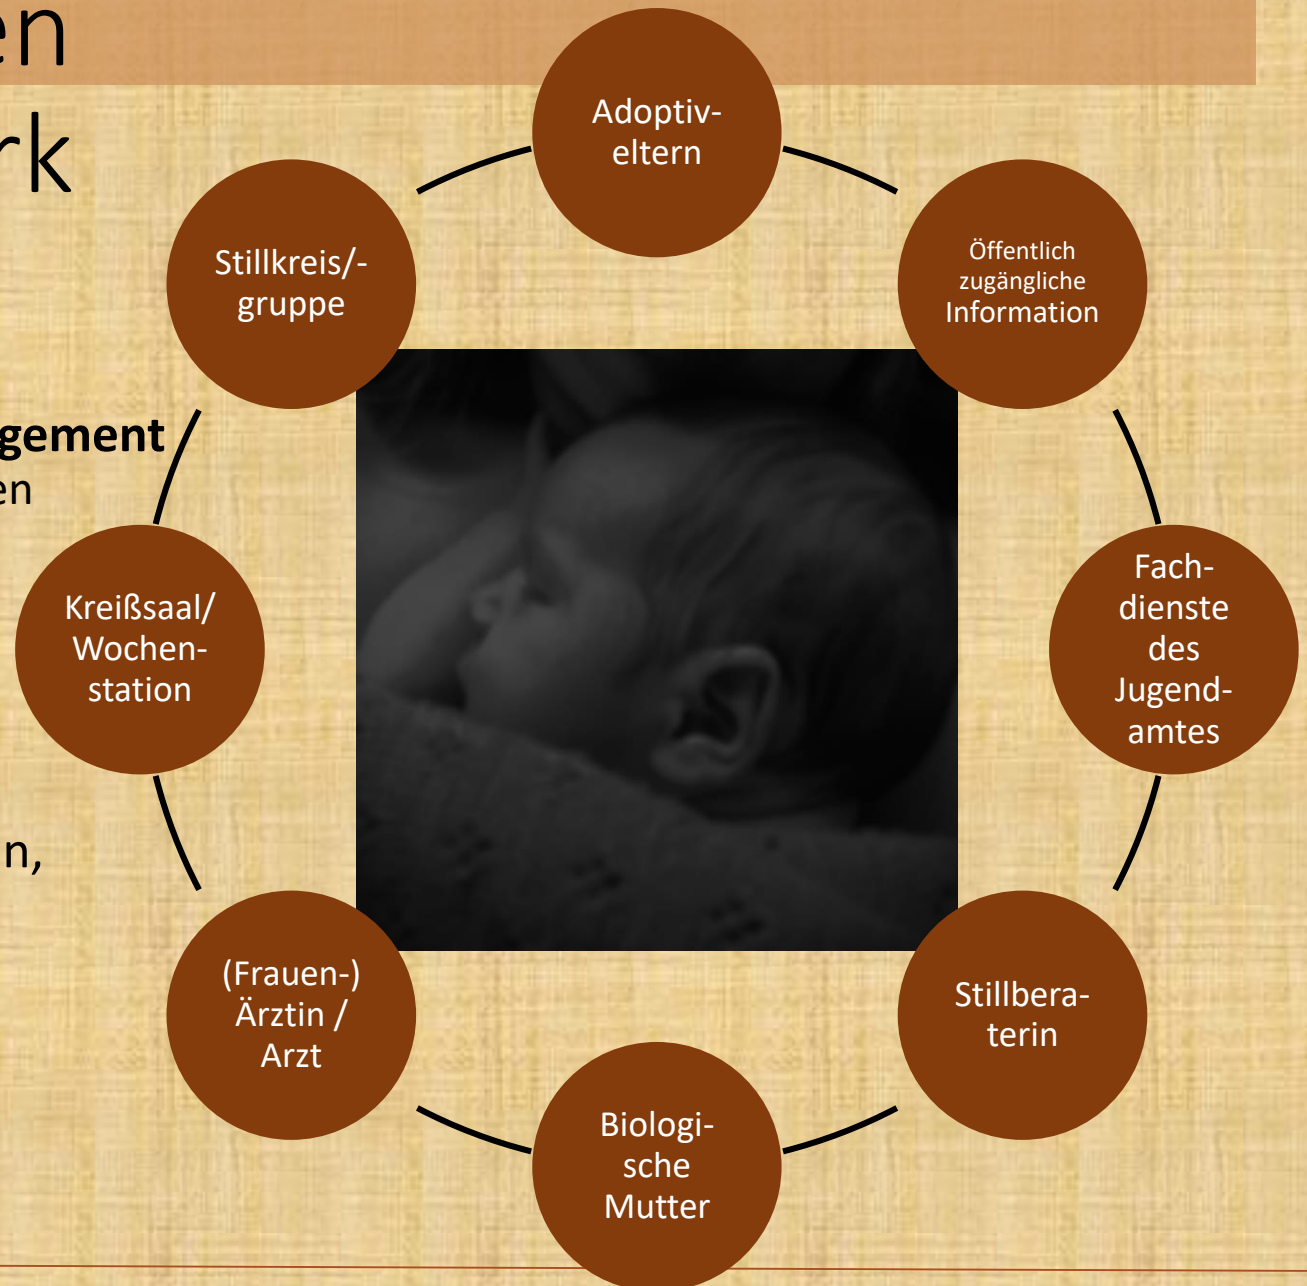 en
rk
gement
en
n,
Adoptiv-
eltern
Öffentlich
zugängliche
Information
Fach-
dienste
des
Jugend-
amtes
Stillbera-
terin
Biologi-
sche
Mutter
(Frauen-)
Ärztin /
Arzt
Kreißsaal/
Wochen-
station
Stillkreis/-
gruppe